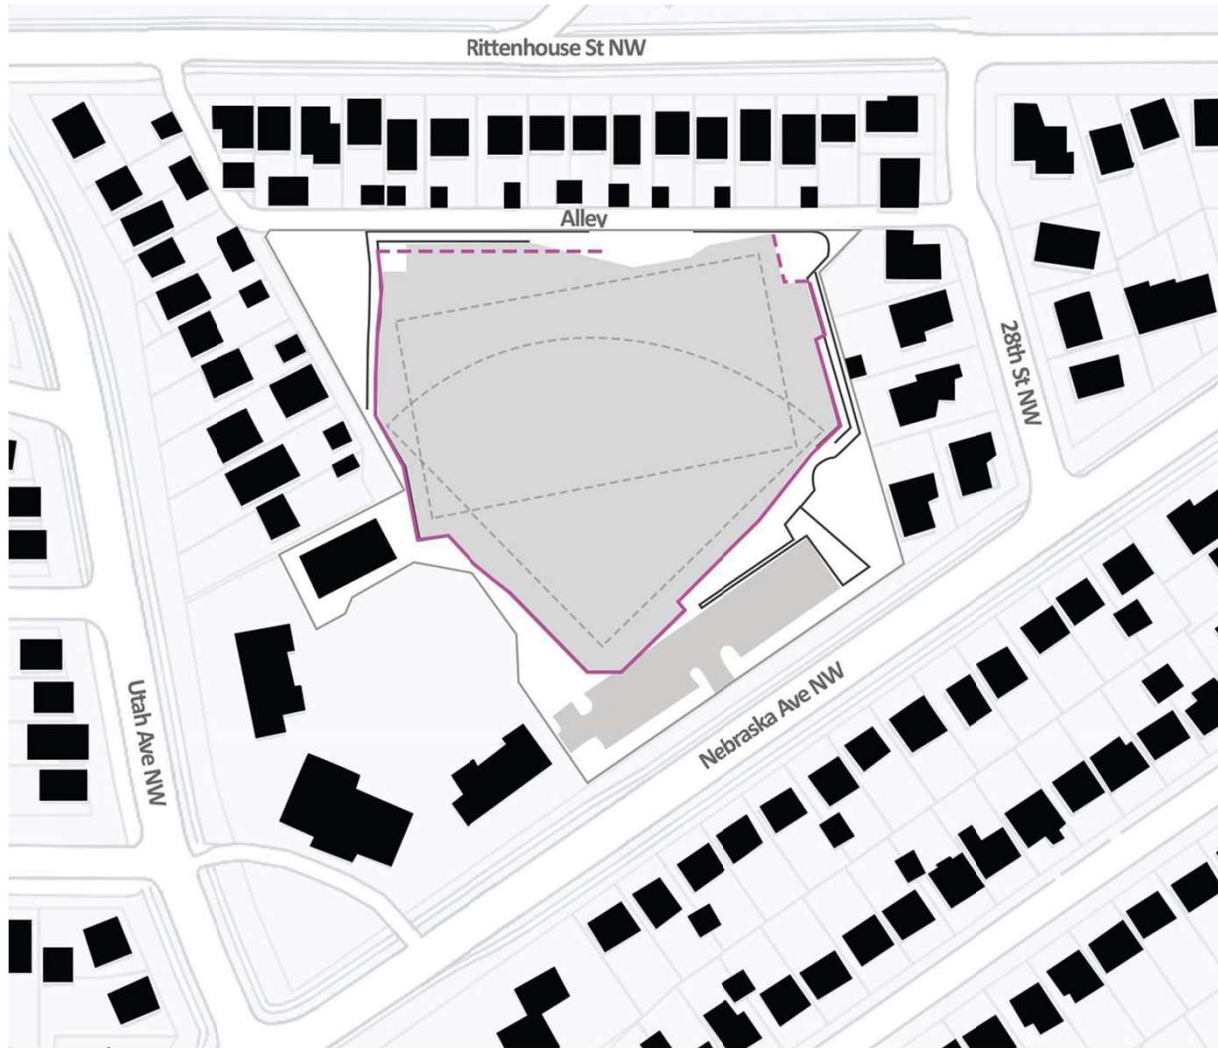 Rittenhouse St NW
Alley
28th St NW
Utah Ave NW
Nebraska Ave NW